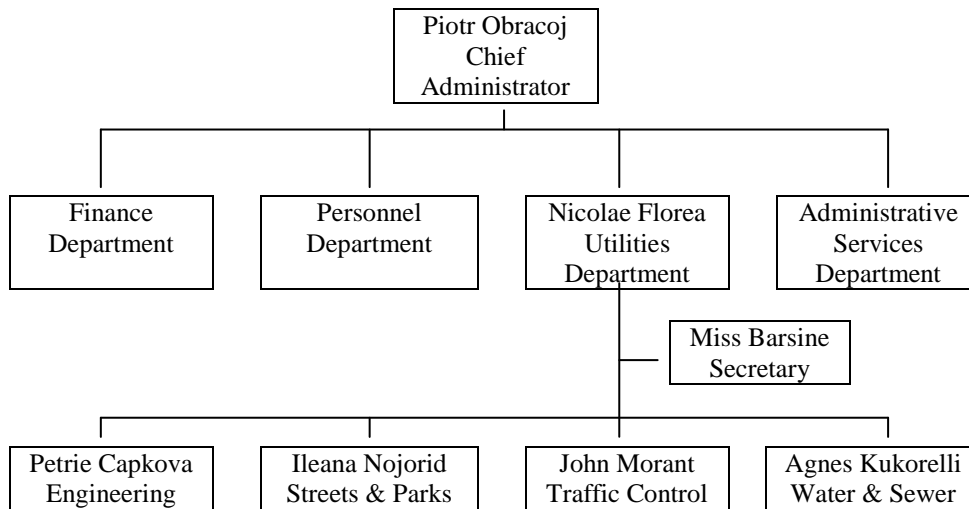 Piotr Obracoj
Chief
Administrator
Finance
Department
Personnel
Department
Nicolae Florea
Utilities
Department
Administrative
Services
Department
Miss Barsine
Secretary
Petrie Capkova
Engineering
Ileana Nojorid
Streets & Parks
John Morant
Traffic Control
Agnes Kukorelli
Water & Sewer